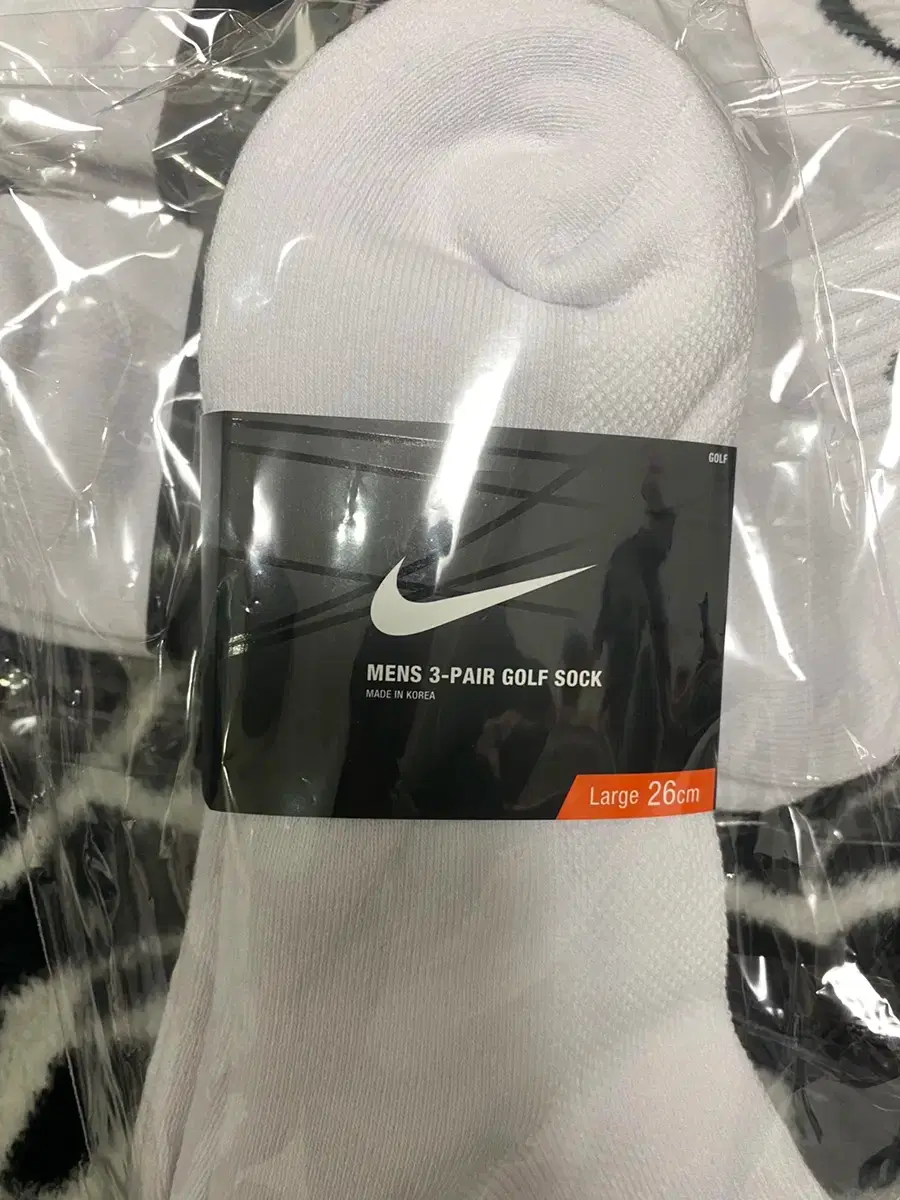 GOLF
MENS 3-PAIR GOLF SOCK
MADE IN KOREA
Large 26cm